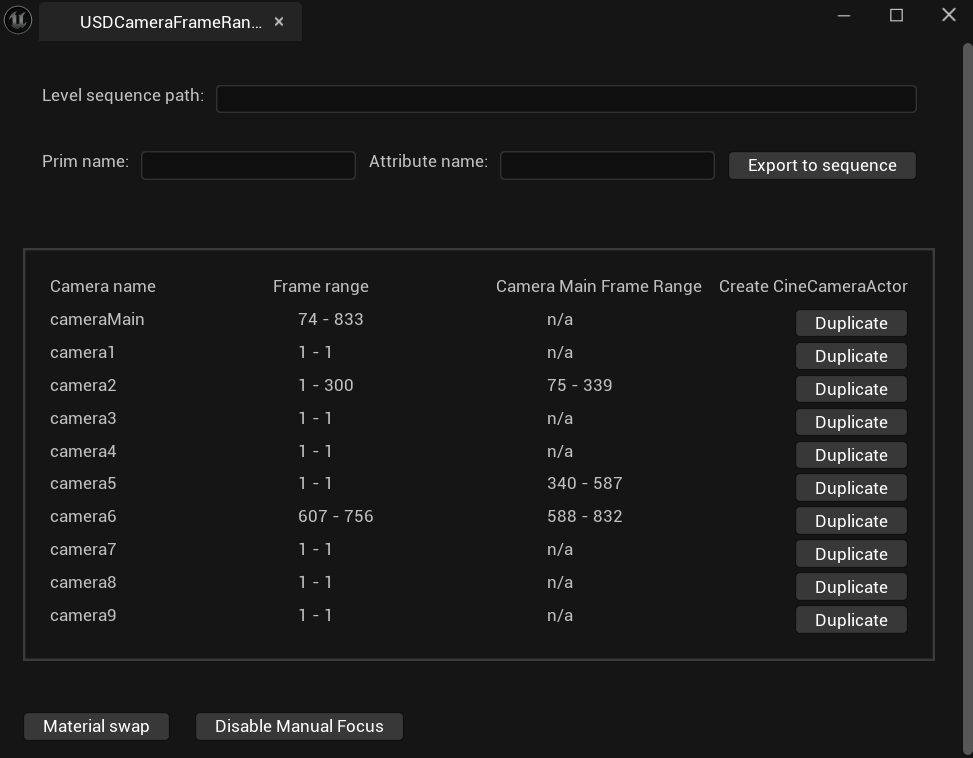 USDCameraFrameRan...
Level sequence path:
Prim name: Attribute name: Export to sequence
Camera name Frame range Camera Main Frame Range Create CineCameraActor
cameraMain 74 - 833 n/a Duplicate
camera1 1 - 1 n/a Duplicate
camera2 1 - 300 75 - 339 Duplicate
camera3 1 - 1 n/a Duplicate
camera4 1 - 1 n/a Duplicate
camera5 1 - 1 340 - 587 Duplicate
camera6 607 - 756 588 - 832 Duplicate
camera7 1 - 1 n/a Duplicate
camera8 1 - 1 n/a Duplicate
camera9 1 - 1 n/a Duplicate
Material swap Disable Manual Focus